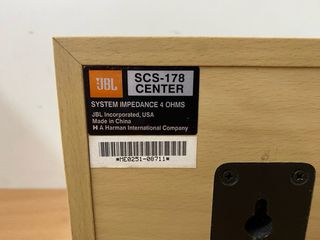 JBL
SCS-178
CENTER
SYSTEM IMPEDANCE 4 OHMS
JBL Incorporated, USA
Made in China
H A Harman International Company
*ME0251-08711*